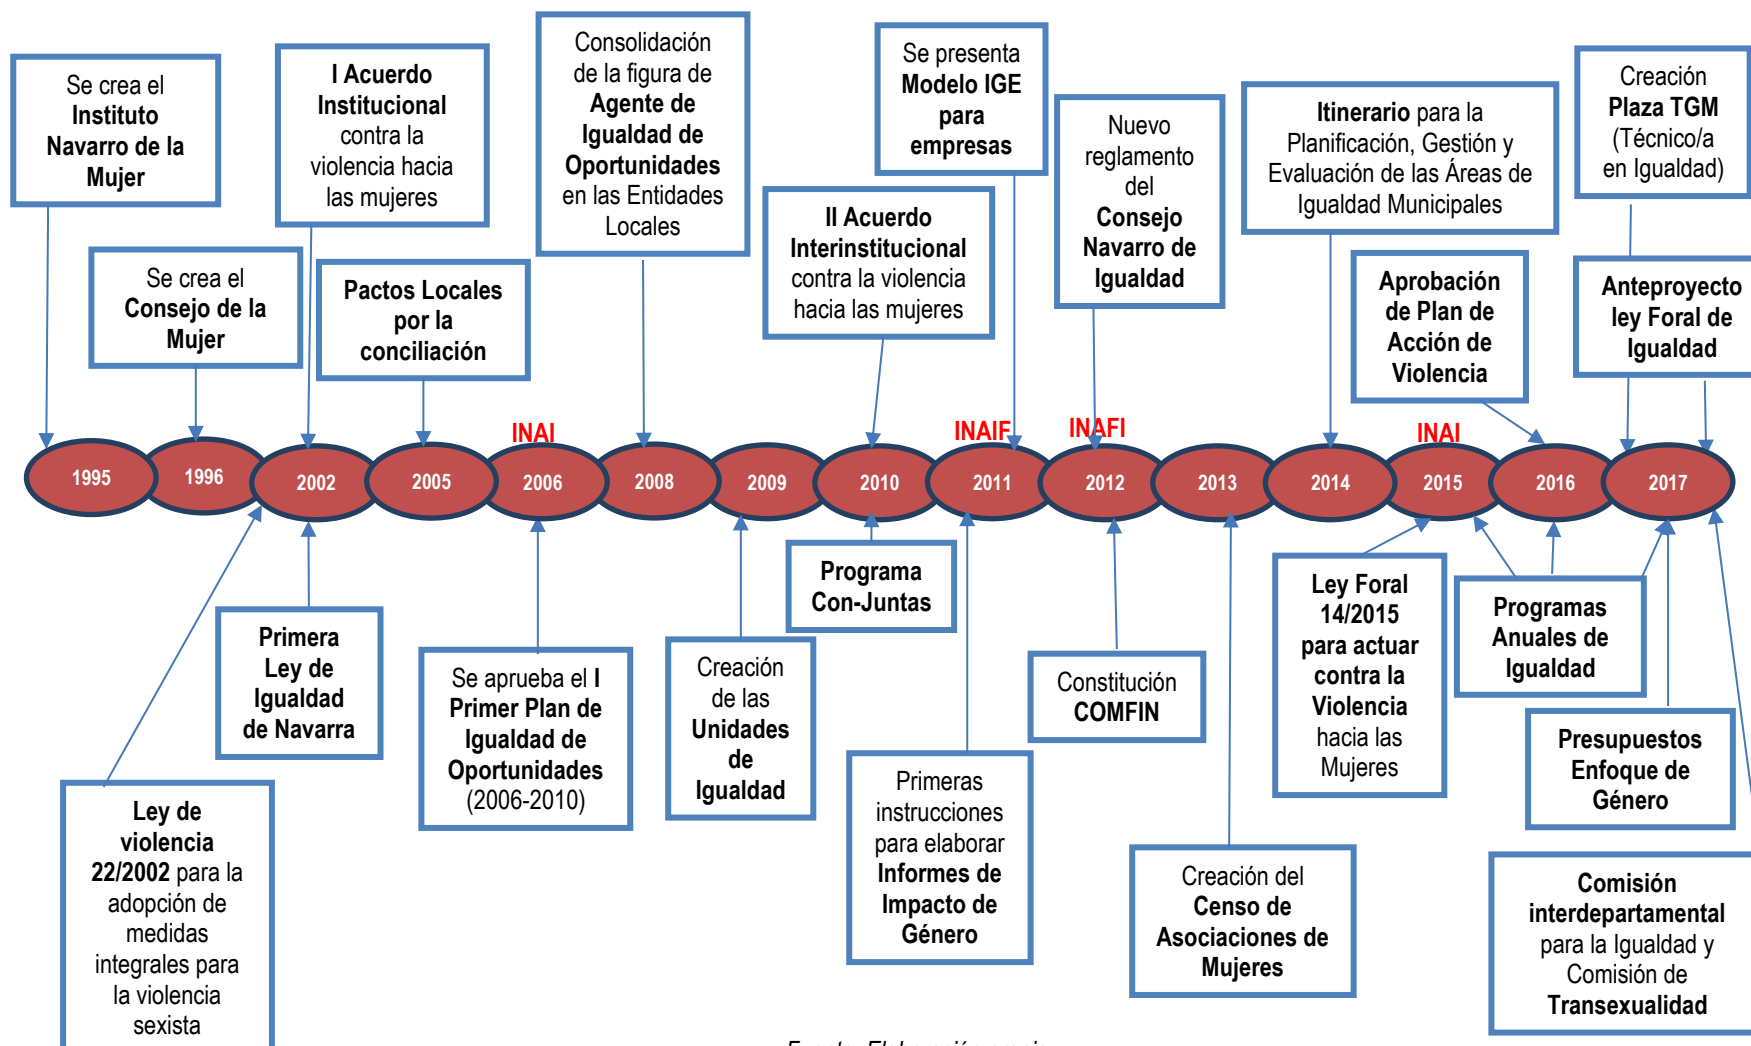 Se crea el
Instituto
Navarro de la
Mujer
I Acuerdo
Institucional
contra la
violencia hacia
las mujeres
Consolidación
de la figura de
Agente de
Igualdad de
Oportunidades
en las Entidades
Locales
Se presenta
Modelo IGE
para
empresas
Nuevo
reglamento
del
Consejo
Navarro de
Igualdad
Itinerario para la
Planificación, Gestión y
Evaluación de las Áreas de
Igualdad Municipales
Creación
Plaza TGM
(Técnico/a
en Igualdad)
Se crea el
Consejo de la
Mujer
Pactos Locales
por la
conciliación
II Acuerdo
Interinstitucional
contra la violencia
hacia las mujeres
Aprobación
de Plan de
Acción de
Violencia
Anteproyecto
ley Foral de
Igualdad
INAI
INAIF
INAFI
INAI
1995
1996
2002
2005
2006
2008
2009
2010
2011
2012
2013
2014
2015
2016
2017
Ley de
violencia
22/2002 para la
adopción de
medidas
integrales para
la violencia
sexista
Primera
Ley de
Igualdad
de Navarra
Se aprueba el I
Primer Plan de
Igualdad de
Oportunidades
(2006-2010)
Creación
de las
Unidades
de
Igualdad
Programa
Con-Juntas
Primeras
instrucciones
para elaborar
Informes de
Impacto de
Género
Constitución
COMFIN
Creación del
Censo de
Asociaciones de
Mujeres
Ley Foral
14/2015
para actuar
contra la
Violencia
hacia las
Mujeres
Programas
Anuales de
Igualdad
Presupuestos
Enfoque de
Género
Comisión
interdepartamental
para la Igualdad y
Comisión de
Transexualidad